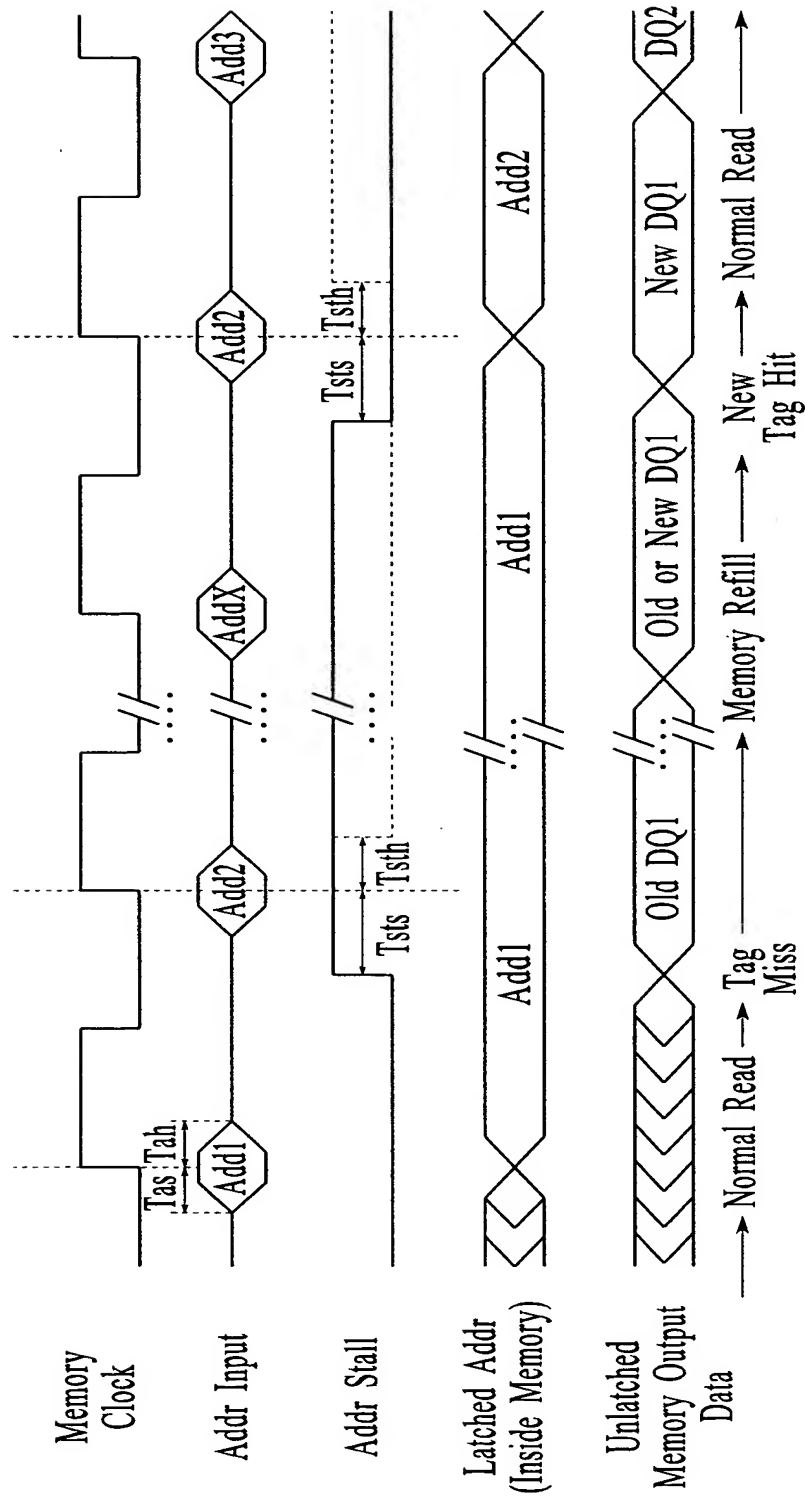 Memory
Clock
Tas
Tah
Addr Input
Add1
Add2
AddX
Add2
Add3
Addr Stall
Tsts
Tsth
Tsts
Tsth
Latched Addr
(Inside Memory)
Add1
Add1
Add2
Unlatched
Memory Output
Data
Old DQ1
Old or New DQ1
New DQ1
DQ2
Normal Read
Tag
Miss
Memory Refill
New
Tag Hit
Normal Read